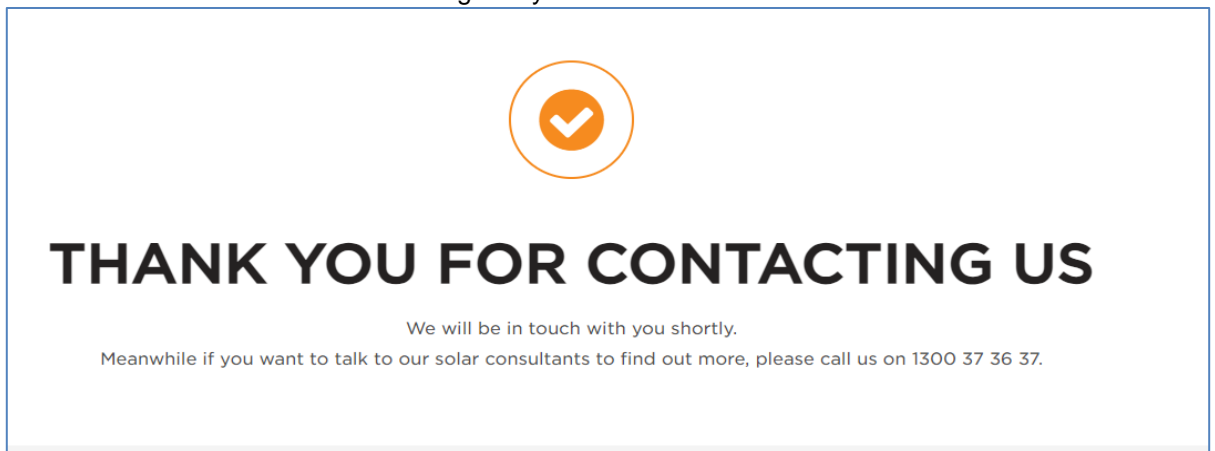 THANK YOU FOR CONTACTING US
We will be in touch with you shortly.
Meanwhile if you want to talk to our solar consultants to find out more, please call us on 1300 37 36 37.